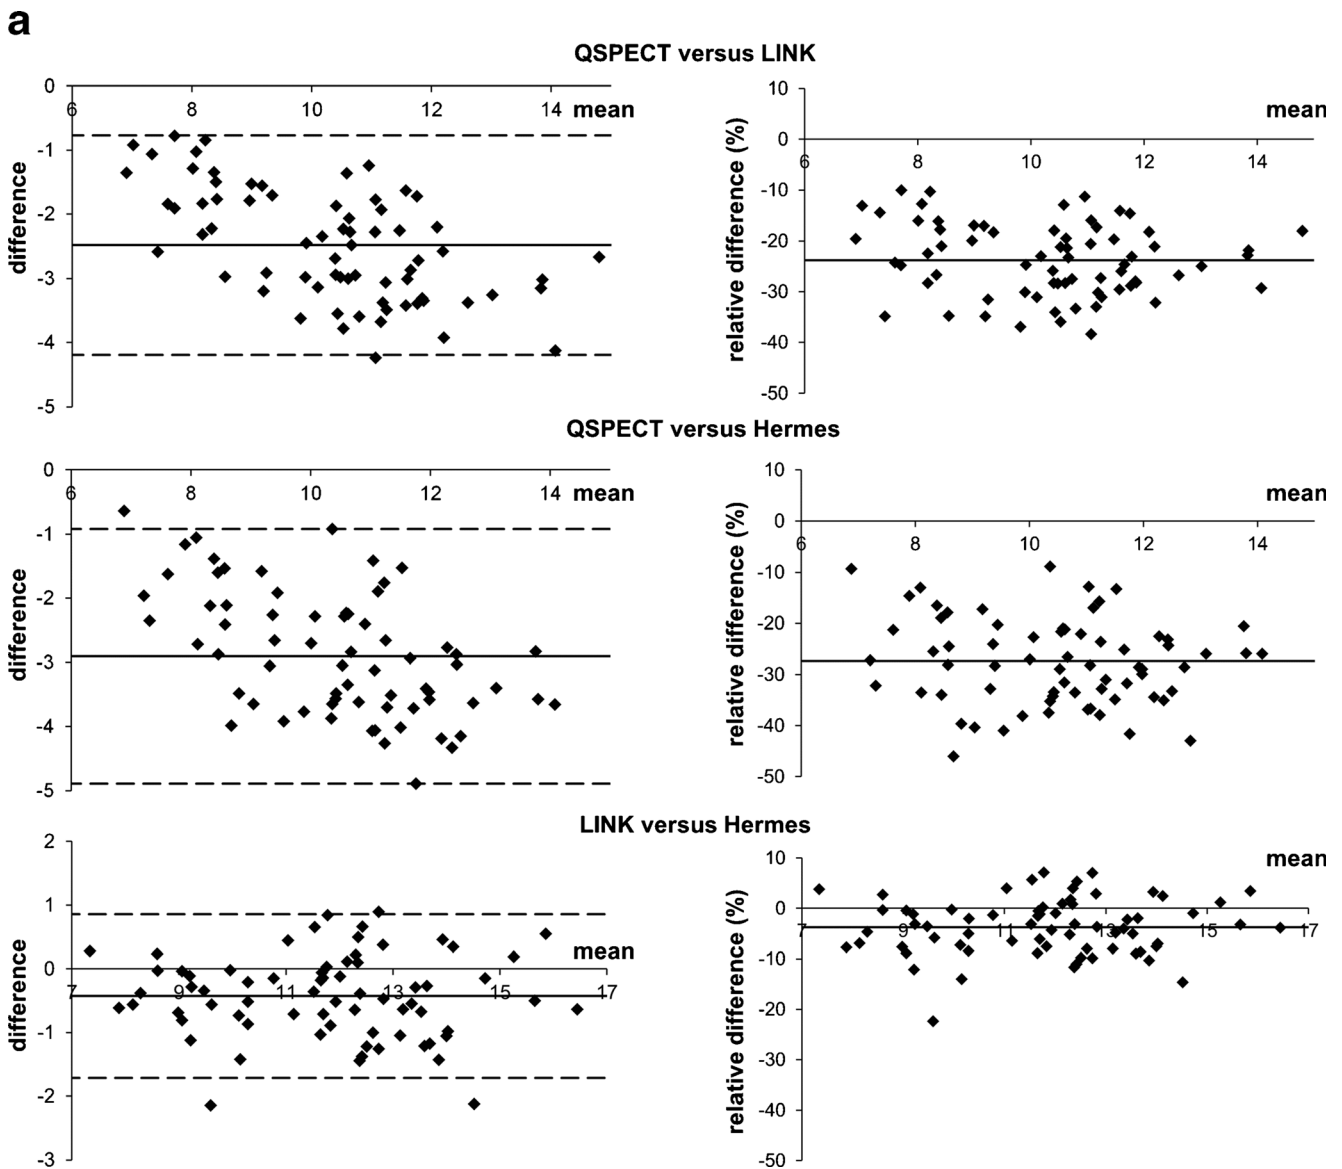 a
QSPECT versus LINK
0
-1
-2
-3
-4
-5
6 8 10 12 14 mean
difference
10
0
-10
-20
-30
-40
-50
6 8 10 12 14
mean
relative difference (%)
QSPECT versus Hermes
0
-1
-2
-3
-4
-5
6 8 10 12 14 mean
difference
10
0
-10
-20
-30
-40
-50
6 8 10 12 14
mean
relative difference (%)
LINK versus Hermes
2
1
0
-1
-2
-3
mean
7 9 11 13 15 17
difference
10
0
-10
-20
-30
-40
-50
mean
7 9 11 13 15 17
relative difference (%)